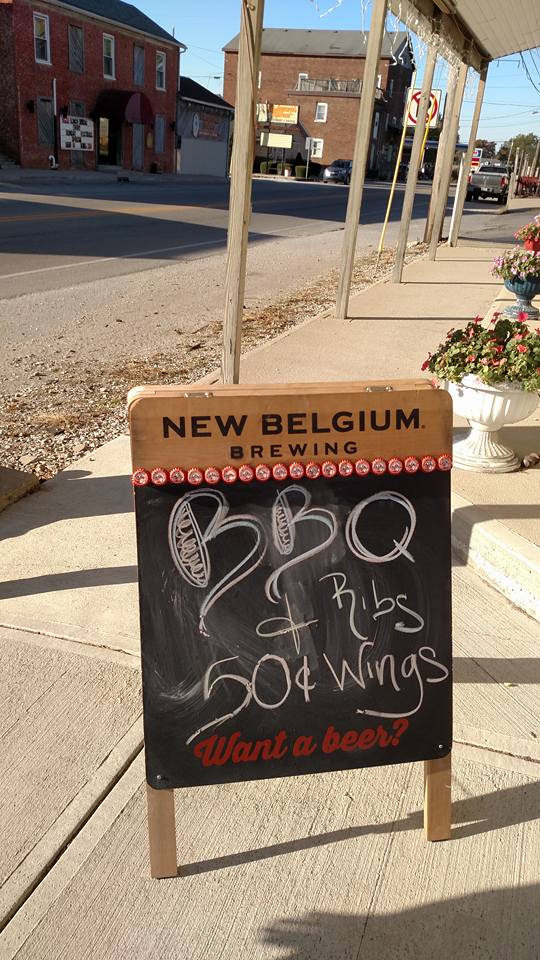 NEW BELGIUM.
BREWING
BBQ
& Ribs
50¢ Wings
Want a beer?